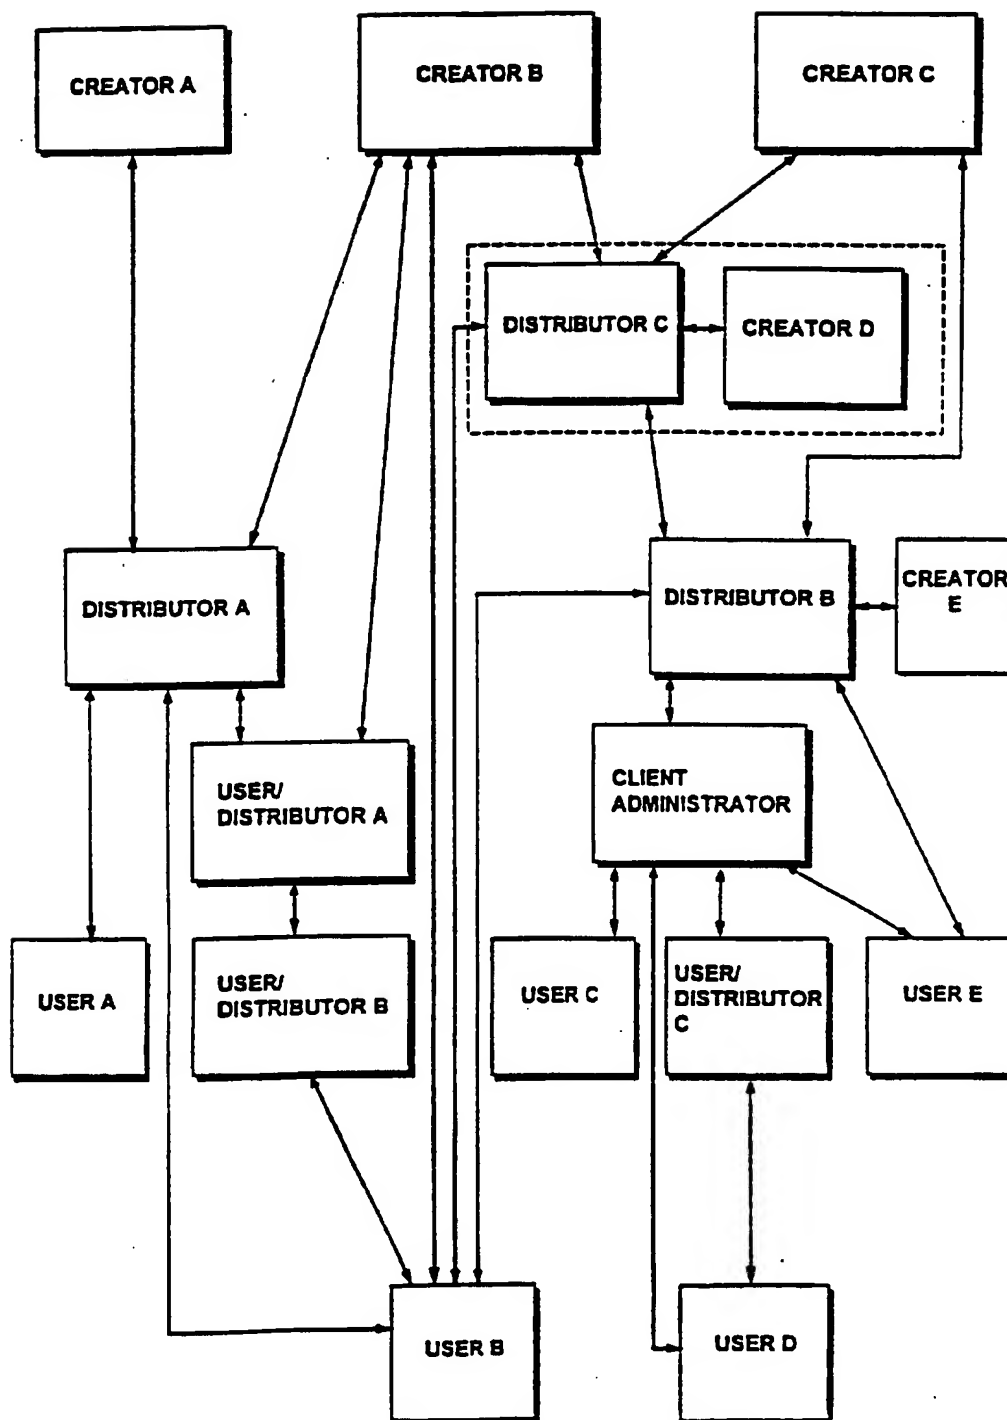 CREATOR A
CREATOR B
CREATOR C
DISTRIBUTOR C
CREATOR D
DISTRIBUTOR A
DISTRIBUTOR B
CREATOR
E
USER/
DISTRIBUTOR A
CLIENT
ADMINISTRATOR
USER A
USER/
DISTRIBUTOR B
USER C
USER/
DISTRIBUTOR
C
USER E
USER B
USER D